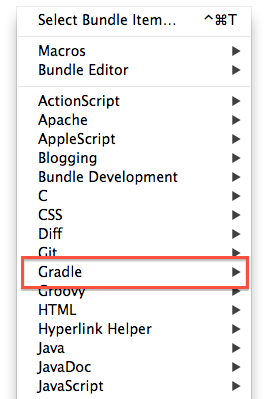 Select Bundle Item... ^⌘T
Macros
Bundle Editor
ActionScript
Apache
AppleScript
Blogging
Bundle Development
C
CSS
Diff
Git
Gradle
Groovy
HTML
Hyperlink Helper
Java
JavaDoc
JavaScript